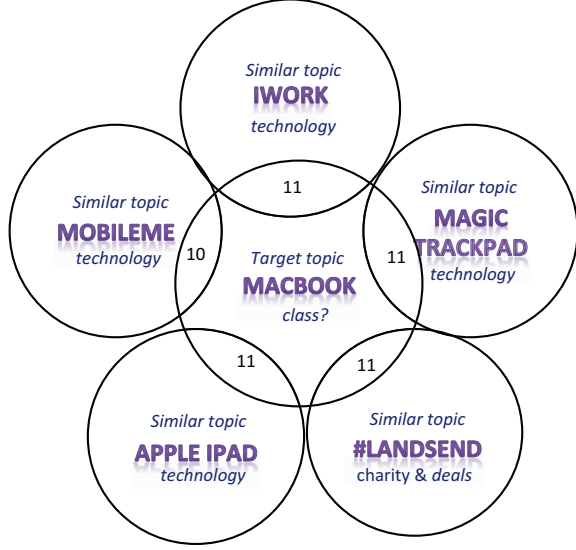 Similar topic
IWORK
technology
11
Similar topic
MOBILEME
technology
10
Target topic
MACBOOK
class?
11
Similar topic
MAGIC
TRACKPAD
technology
11
Similar topic
APPLE IPAD
technology
11
Similar topic
#LANDSEND
charity & deals